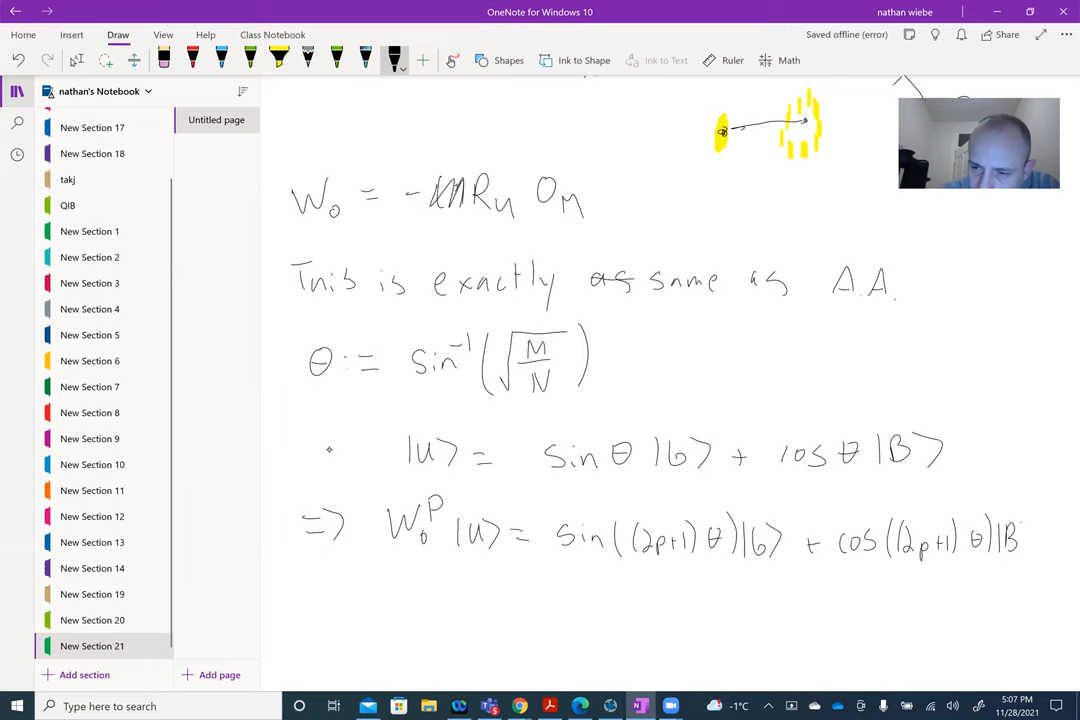 OneNote for Windows 10
nathan wiebe
Home Insert Draw View Help Class Notebook
Saved offline (error) Share
Shapes Ink to Shape Ink to Text Ruler Math
nathan's Notebook
Untitled page
New Section 17
New Section 18
takj
QIB
New Section 1
New Section 2
New Section 3
New Section 4
New Section 5
New Section 6
New Section 7
New Section 8
New Section 9
New Section 10
New Section 11
New Section 12
New Section 13
New Section 14
New Section 19
New Section 20
New Section 21
Add section
Add page
W₀ = - R_u O_M
This is exactly as same as A.A.
θ := sin⁻¹(√(M/N))
|u⟩ = sin θ |G⟩ + cos θ |B⟩
=> W₀^P |u⟩ = sin((2p+1)θ)|G⟩ + cos((2p+1)θ)|B
Type here to search
-1°C
5:07 PM
11/28/2021